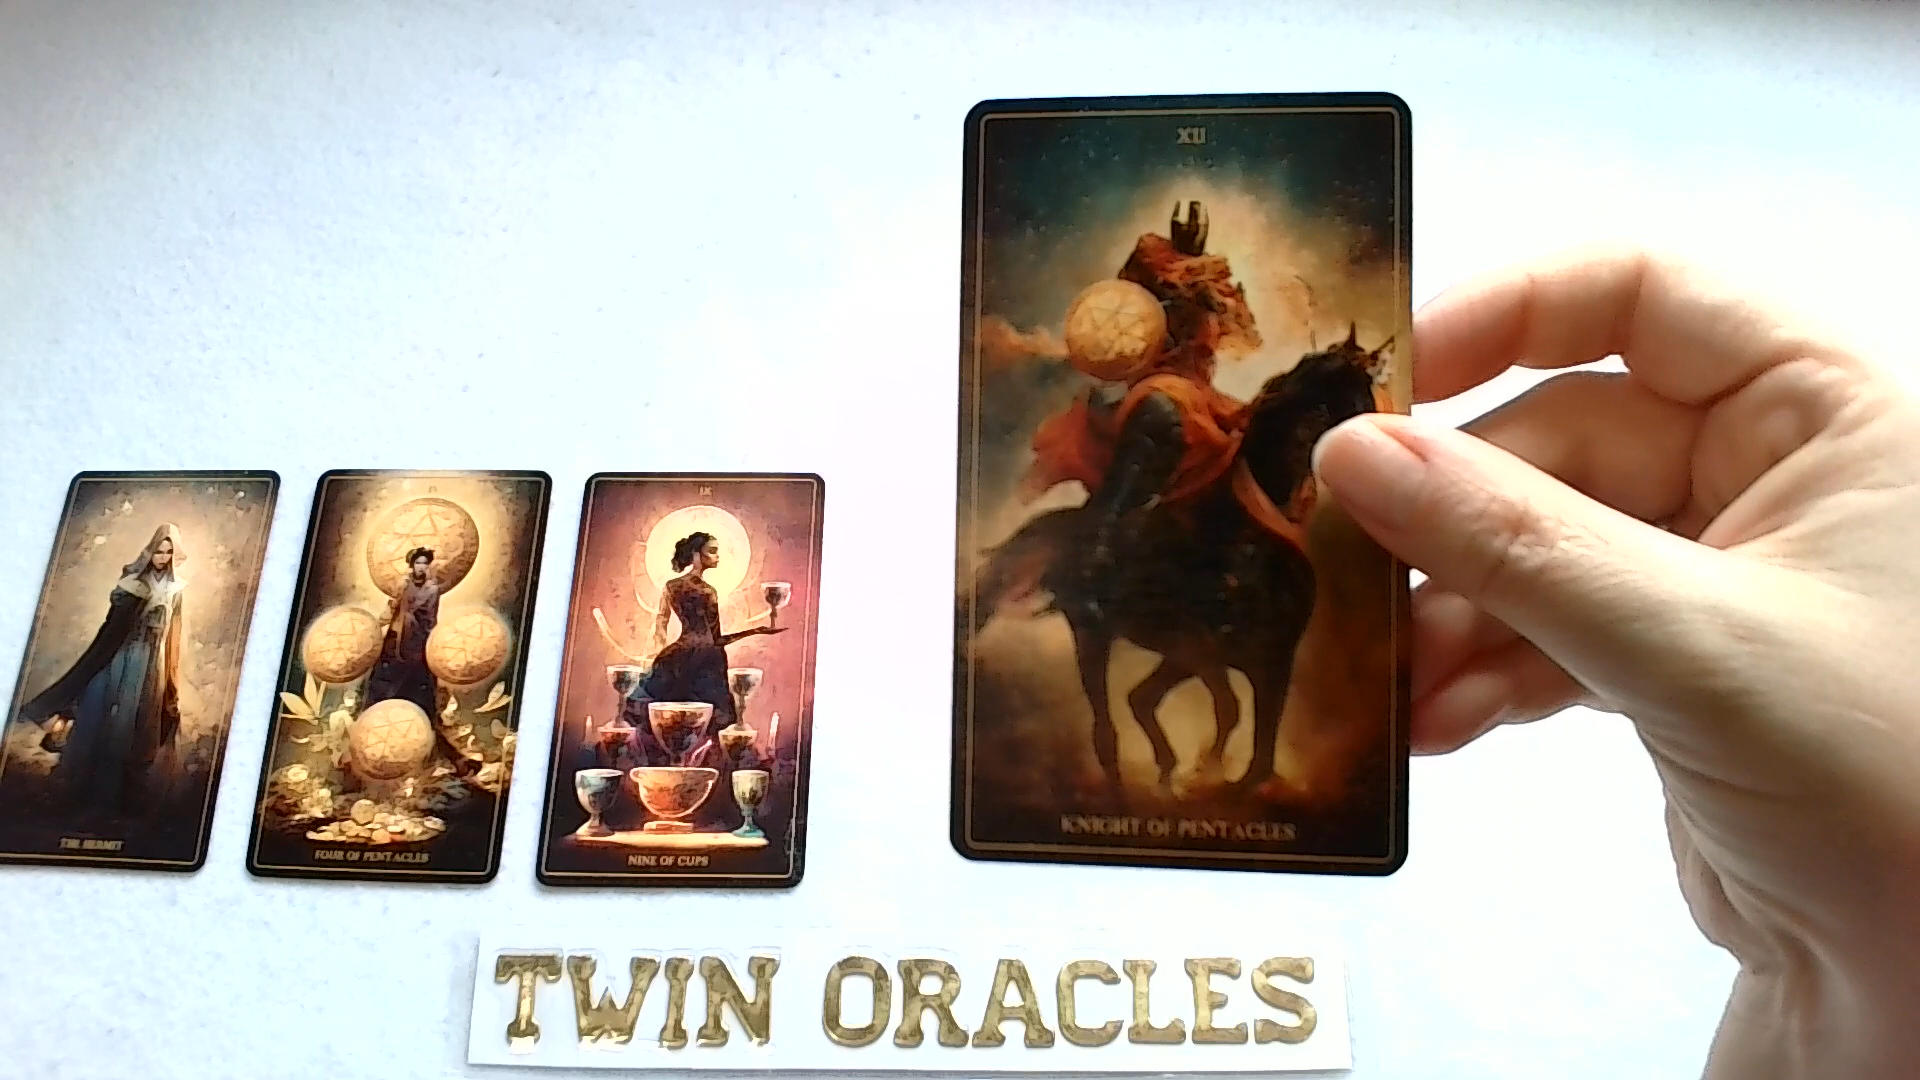 XII
KNIGHT OF PENTACLES
IX
THE HERMIT
FOUR OF PENTACLES
NINE OF CUPS
TWIN ORACLES